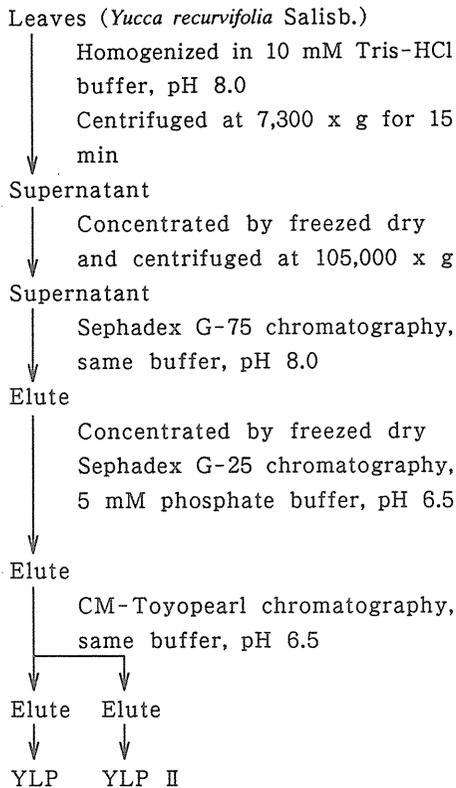 Leaves (Yucca recurvifolia Salisb.)
Homogenized in 10 mM Tris-HCl
buffer, pH 8.0
Centrifuged at 7,300 x g for 15
min
Supernatant
Concentrated by freezed dry
and centrifuged at 105,000 x g
Supernatant
Sephadex G-75 chromatography,
same buffer, pH 8.0
Elute
Concentrated by freezed dry
Sephadex G-25 chromatography,
5 mM phosphate buffer, pH 6.5
Elute
CM-Toyopearl chromatography,
same buffer, pH 6.5
Elute Elute
YLP YLP Ⅱ